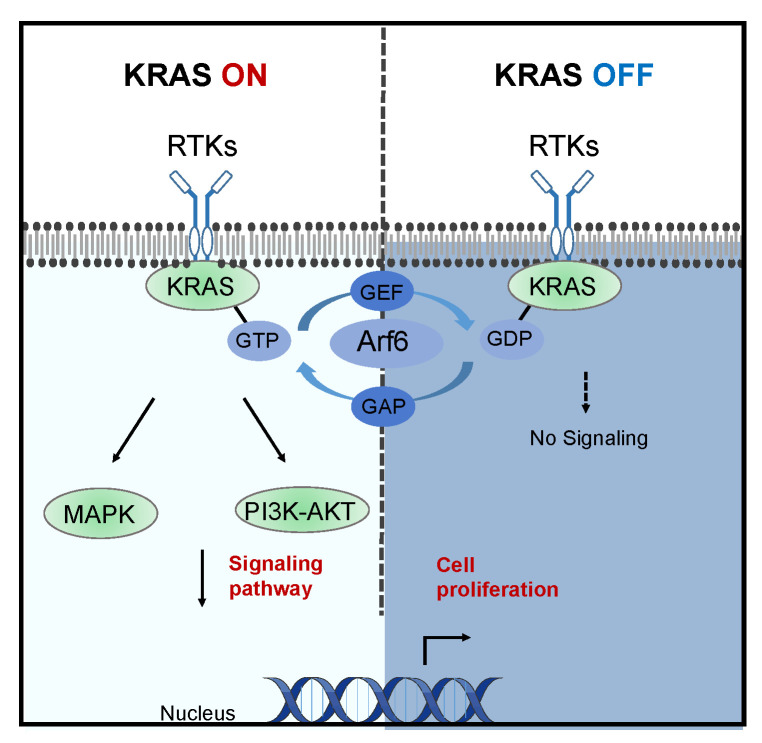 KRAS ON
KRAS OFF
RTKs
RTKs
KRAS
GEF
KRAS
GTP
Arf6
GDP
GAP
No Signaling
MAPK
PI3K-AKT
Signaling
pathway
Cell
proliferation
Nucleus